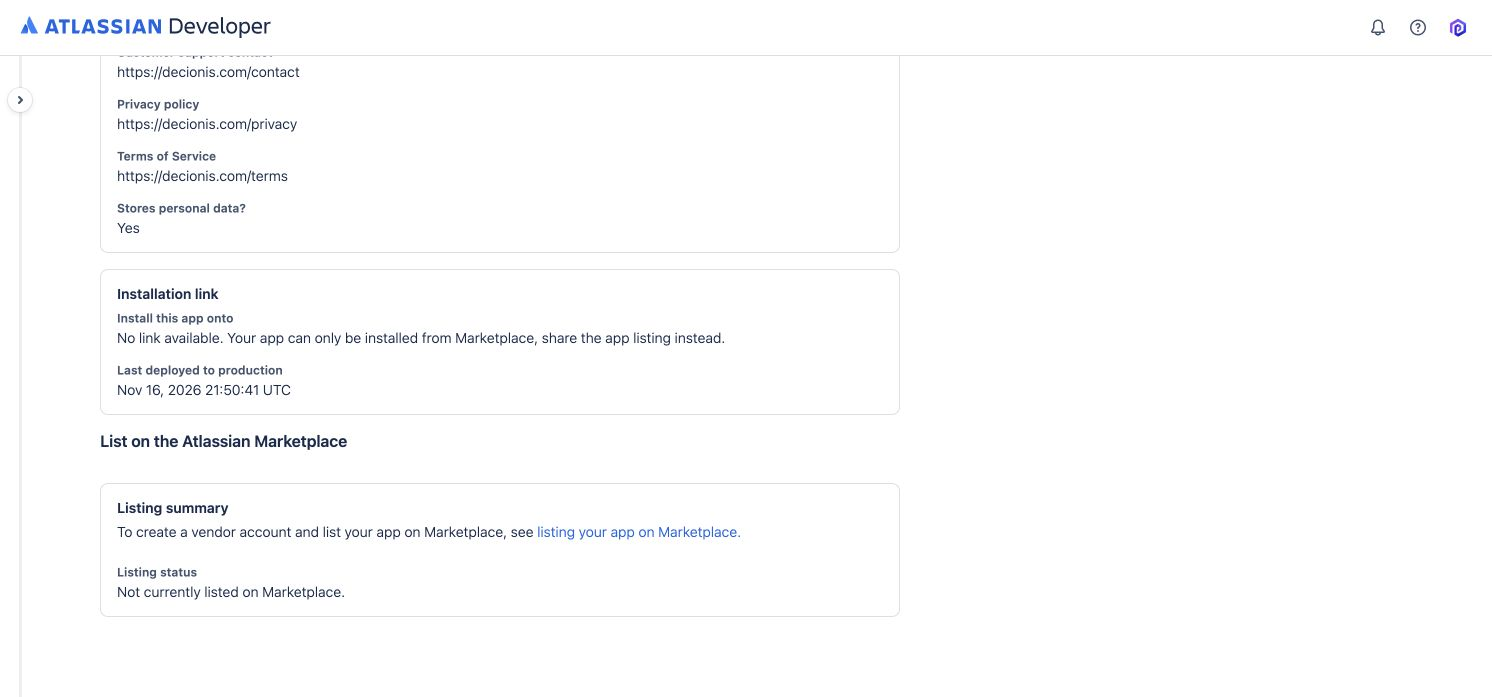 ATLASSIAN Developer
Customer support contact
https://decionis.com/contact
Privacy policy
https://decionis.com/privacy
Terms of Service
https://decionis.com/terms
Stores personal data?
Yes
Installation link
Install this app onto
No link available. Your app can only be installed from Marketplace, share the app listing instead.
Last deployed to production
Nov 16, 2026 21:50:41 UTC
List on the Atlassian Marketplace
Listing summary
To create a vendor account and list your app on Marketplace, see listing your app on Marketplace.
Listing status
Not currently listed on Marketplace.